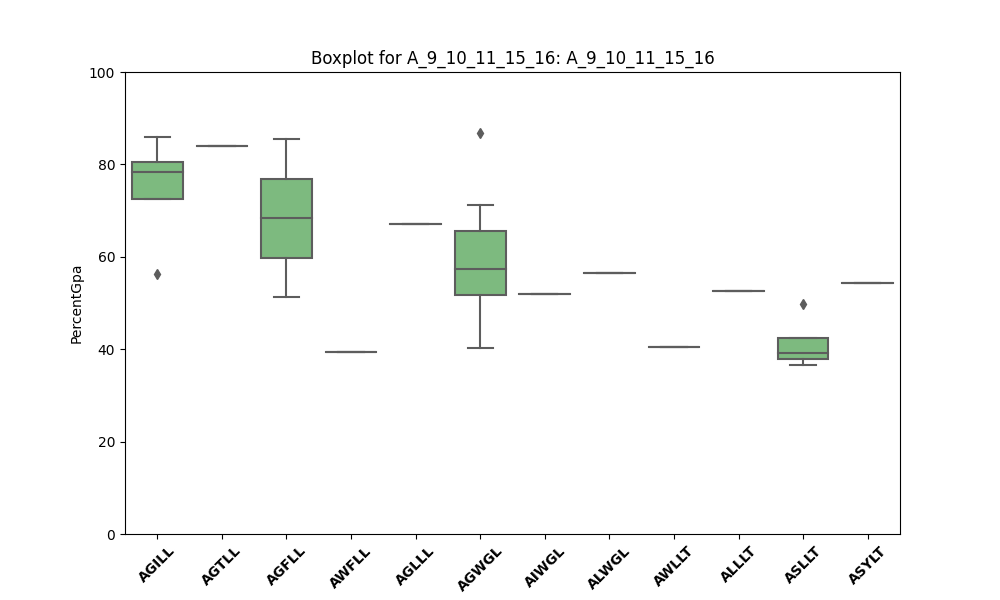 Boxplot for A_9_10_11_15_16: A_9_10_11_15_16
PercentGpa
100
80
60
40
20
0
AGILL
AGTLL
AGFLL
AWFLL
AGLLL
AGWGL
AIWGL
ALWGL
AWLLT
ALLLT
ASLLT
ASYLT